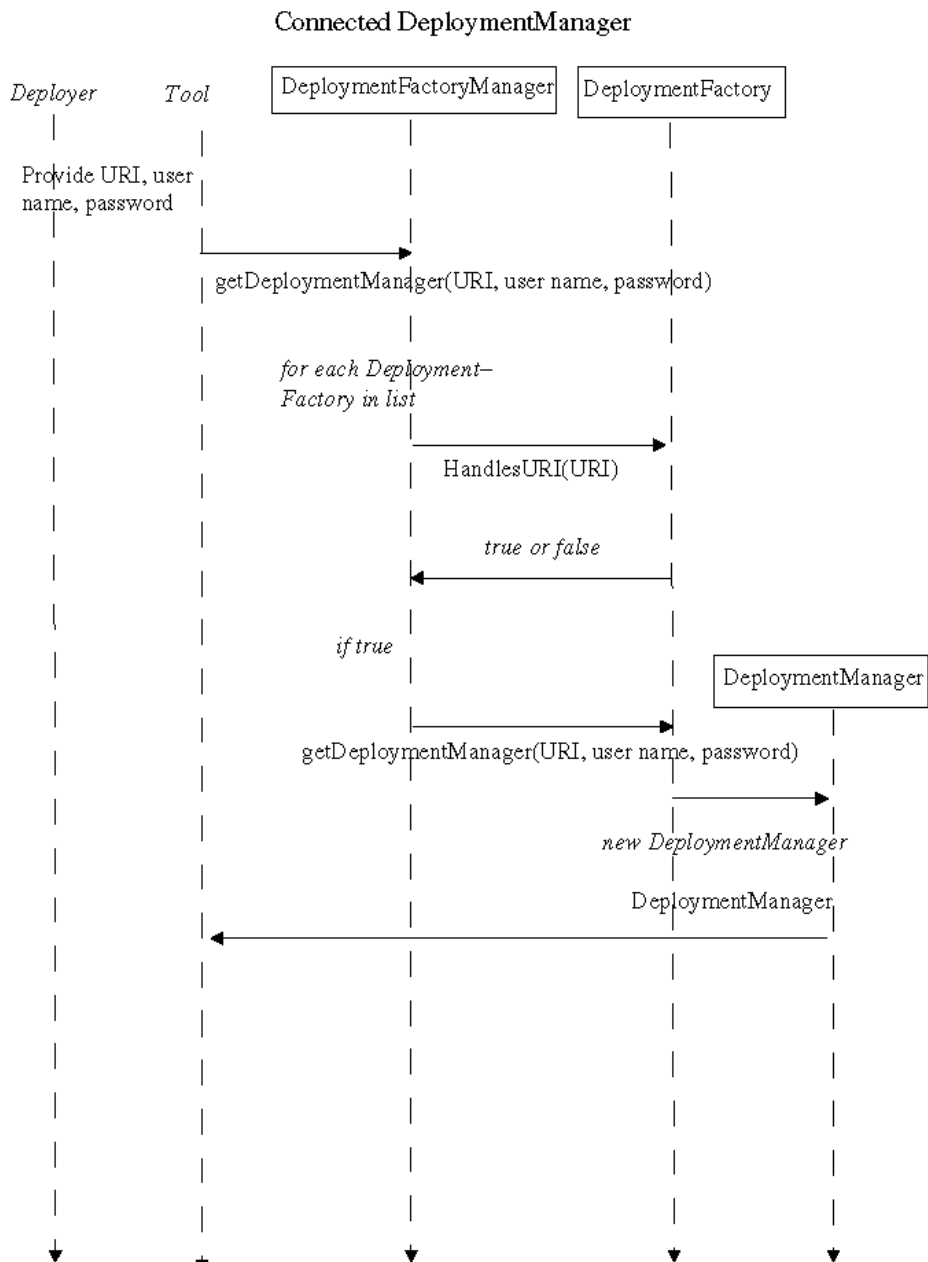 Connected DeploymentManager
Deployer
Tool
DeploymentFactoryManager
DeploymentFactory
Provide URI, user
name, password
getDeploymentManager(URI, user name, password)
for each Deployment–
Factory in list
HandlesURI(URI)
true or false
if true
DeploymentManager
getDeploymentManager(URI, user name, password)
new DeploymentManager
DeploymentManager